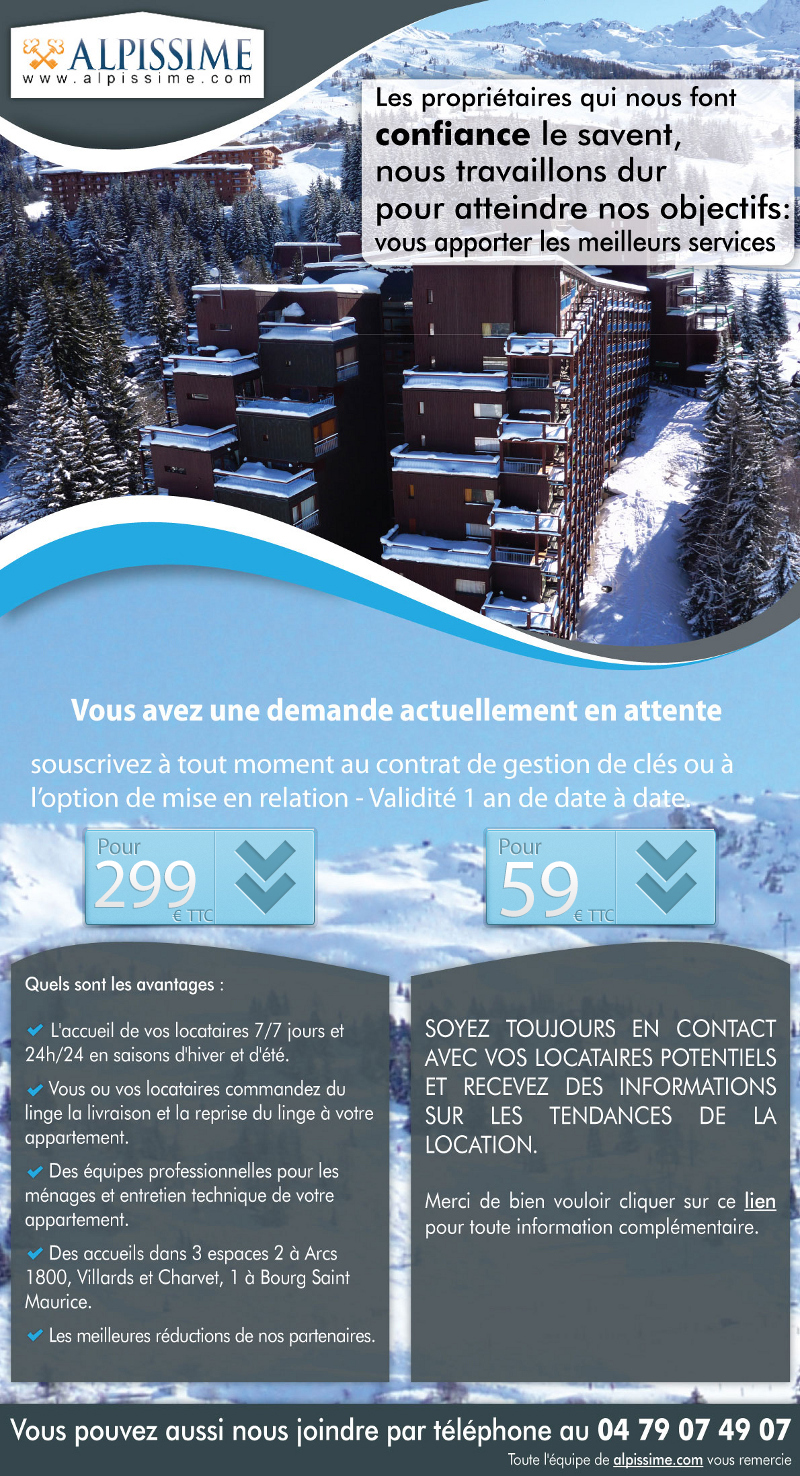 ALPISSIME
www.alpissime.com
Les propriétaires qui nous font
confiance le savent,
nous travaillons dur
pour atteindre nos objectifs:
vous apporter les meilleurs services
Vous avez une demande actuellement en attente
souscrivez à tout moment au contrat de gestion de clés ou à
l'option de mise en relation - Validité 1 an de date à date.
Pour
299
€ TTC
Pour
59
€ TTC
Quels sont les avantages :
L'accueil de vos locataires 7/7 jours et
24h/24 en saisons d'hiver et d'été.
Vous ou vos locataires commandez du
linge la livraison et la reprise du linge à votre
appartement.
Des équipes professionnelles pour les
ménages et entretien technique de votre
appartement.
Des accueils dans 3 espaces 2 à Arcs
1800, Villards et Charvet, 1 à Bourg Saint
Maurice.
Les meilleures réductions de nos partenaires.
SOYEZ TOUJOURS EN CONTACT
AVEC VOS LOCATAIRES POTENTIELS
ET RECEVEZ DES INFORMATIONS
SUR LES TENDANCES DE LA
LOCATION.
Merci de bien vouloir cliquer sur ce lien
pour toute information complémentaire.
Vous pouvez aussi nous joindre par téléphone au 04 79 07 49 07
Toute l'équipe de alpissime.com vous remercie